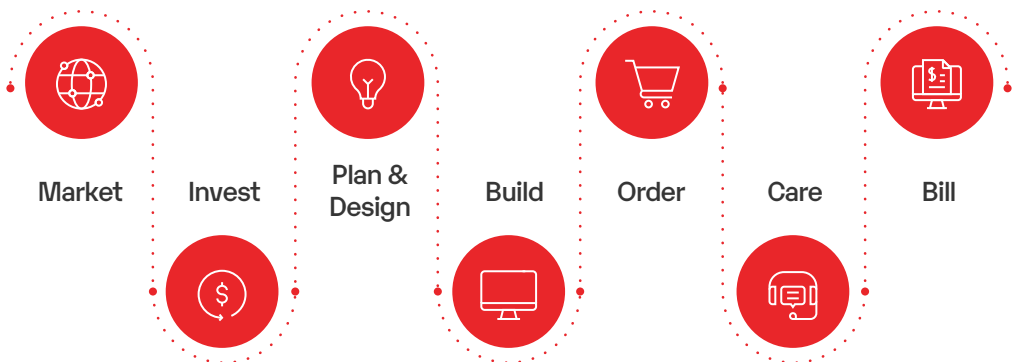 Market
Invest
Plan &
Design
Build
Order
Care
Bill
$
$